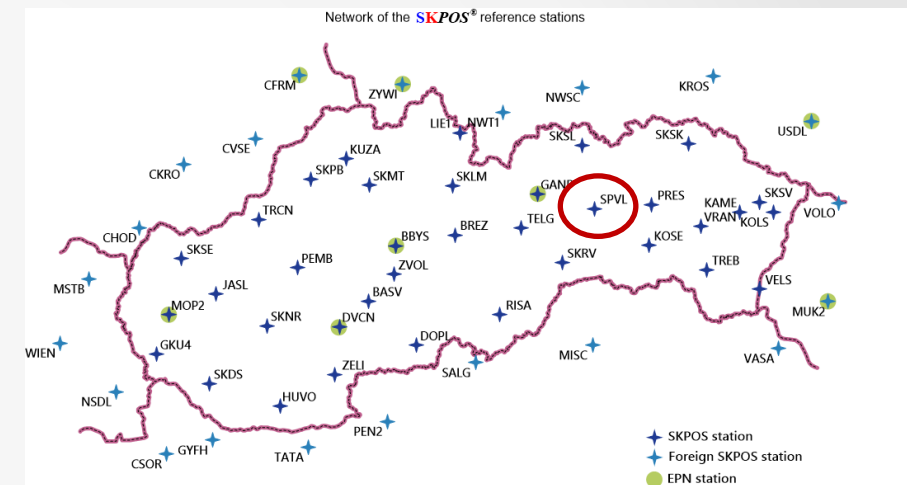 Network of the SKPOS® reference stations
KROS
CFRM
ZYWI
NWSC
LIE1
NWT1
USDL
CVSE
SKSL
SKSK
KUZA
CKRO
SKPB
SKMT
SKLM
GANP
SPVL
PRES
KAME
SKSV
TRCN
TELG
VRAN
KOLS
VOLO
CHOD
BREZ
BBYS
KOSE
SKSE
SKRV
PEMB
ZVOL
TREB
MSTB
JASL
BASV
VELS
MOP2
RISA
MUK2
SKNR
DVCN
WIEN
GKU4
DOPL
MISC
VASA
SALG
ZELI
SKDS
NSDL
HUVO
PEN2
GYFH
TATA
CSOR
SKPOS station
Foreign SKPOS station
EPN station